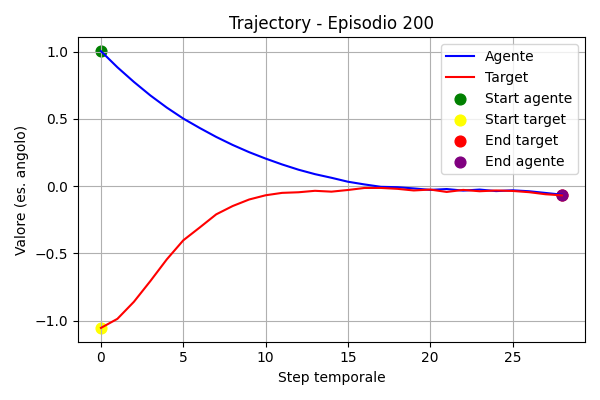 Trajectory - Episodio 200
Valore (es. angolo)
1.0
0.5
0.0
−0.5
−1.0
Agente
Target
Start agente
Start target
End target
End agente
0 5 10 15 20 25
Step temporale